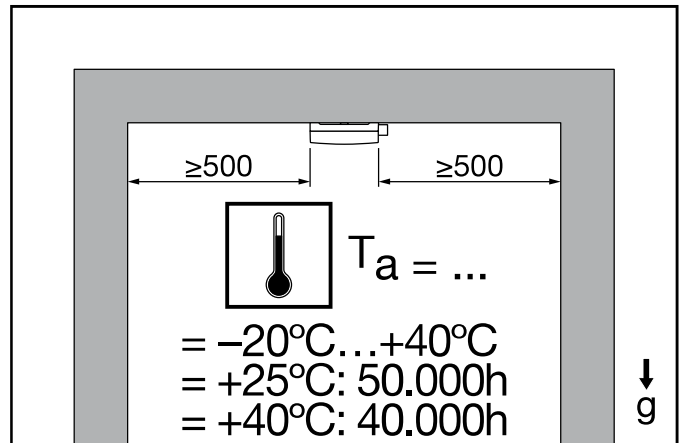 ≥500 ≥500
Ta = ...
= –20°C...+40°C
= +25°C: 50.000h
= +40°C: 40.000h
g